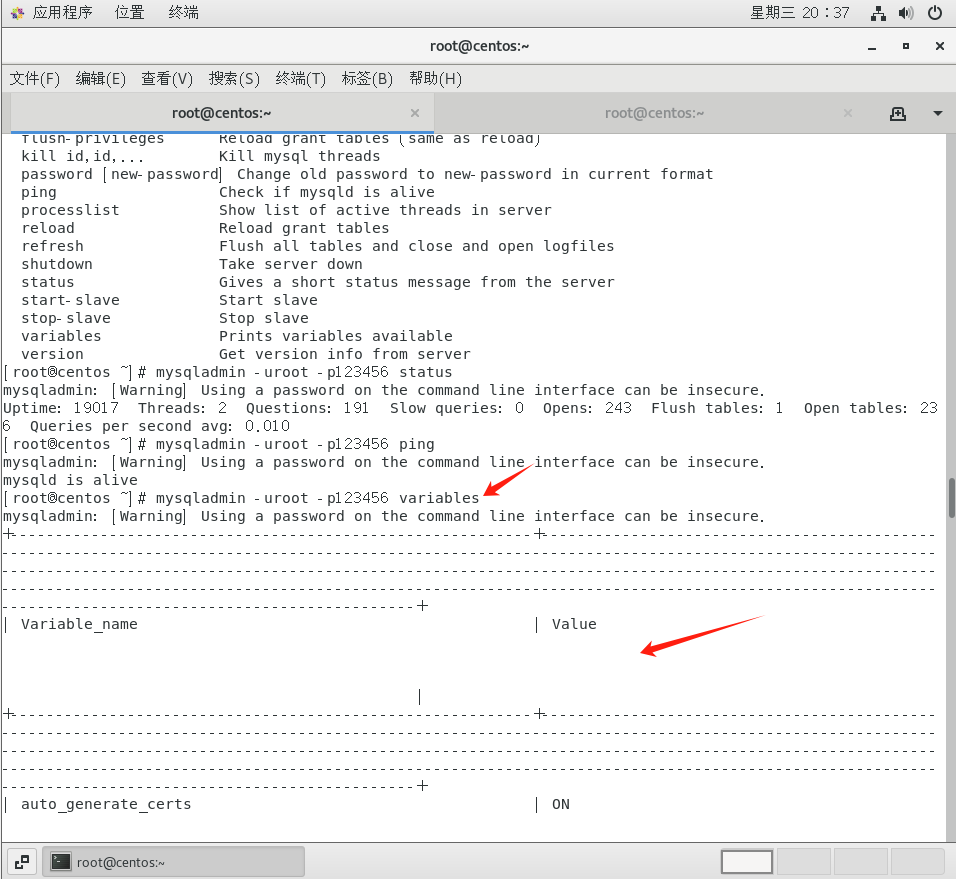 应用程序 位置 终端 星期三 20：37
root@centos:~
文件(F) 编辑(E) 查看(V) 搜索(S) 终端(T) 标签(B) 帮助(H)
root@centos:~ × root@centos:~ ×
flush-privileges Reload grant tables (same as reload)
kill id,id,... Kill mysql threads
password [new-password] Change old password to new-password in current format
ping Check if mysqld is alive
processlist Show list of active threads in server
reload Reload grant tables
refresh Flush all tables and close and open logfiles
shutdown Take server down
status Gives a short status message from the server
start-slave Start slave
stop-slave Stop slave
variables Prints variables available
version Get version info from server
[root@centos ~]# mysqladmin -uroot -p123456 status
mysqladmin: [Warning] Using a password on the command line interface can be insecure.
Uptime: 19017 Threads: 2 Questions: 191 Slow queries: 0 Opens: 243 Flush tables: 1 Open tables: 23
6 Queries per second avg: 0.010
[root@centos ~]# mysqladmin -uroot -p123456 ping
mysqladmin: [Warning] Using a password on the command line interface can be insecure.
mysqld is alive
[root@centos ~]# mysqladmin -uroot -p123456 variables
mysqladmin: [Warning] Using a password on the command line interface can be insecure.
| Variable_name | Value
|
| auto_generate_certs | ON
root@centos:~